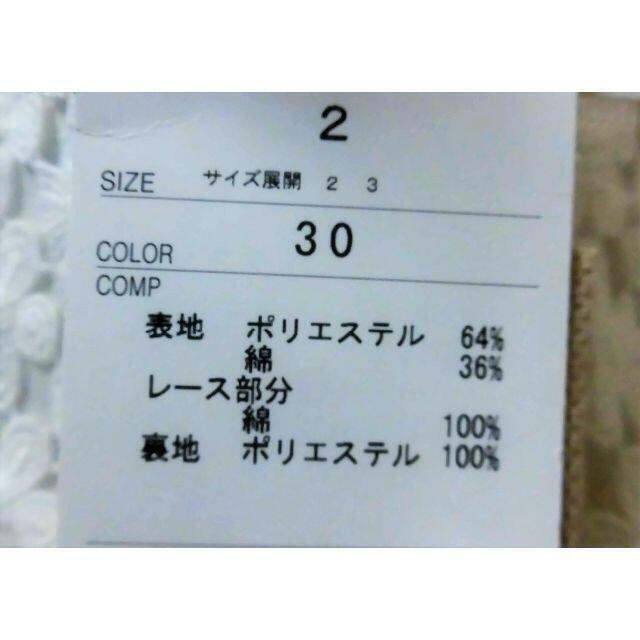 2
SIZE サイズ展開 2 3
COLOR 30
COMP
表地 ポリエステル 64%
綿 36%
レース部分
綿 100%
裏地 ポリエステル 100%